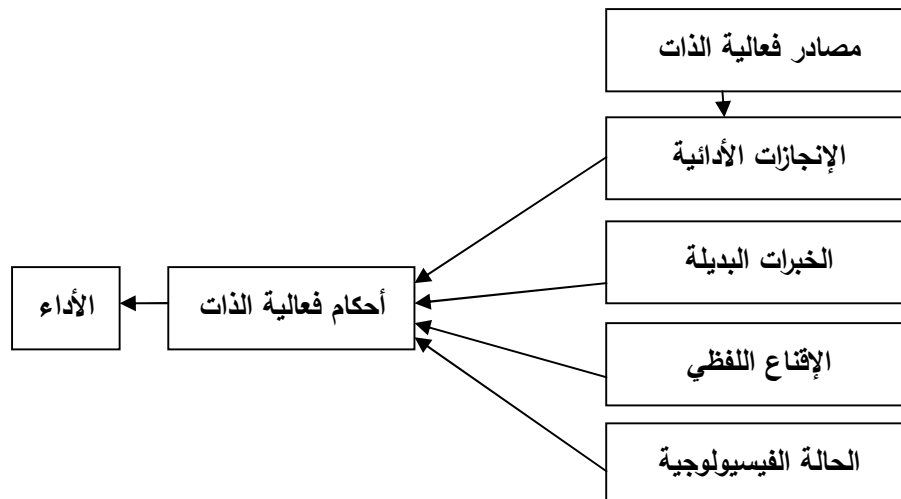 مصادر فعالية الذات
الإنجازات الأدائية
الخبرات البديلة
الإقناع اللفظي
الحالة الفيسيولوجية
أحكام فعالية الذات
الأداء